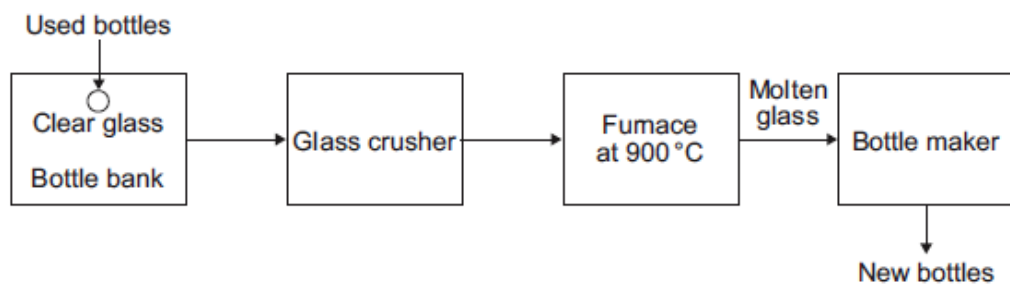 Used bottles
Clear glass
Bottle bank
Glass crusher
Furnace
at 900 °C
Molten
glass
Bottle maker
New bottles